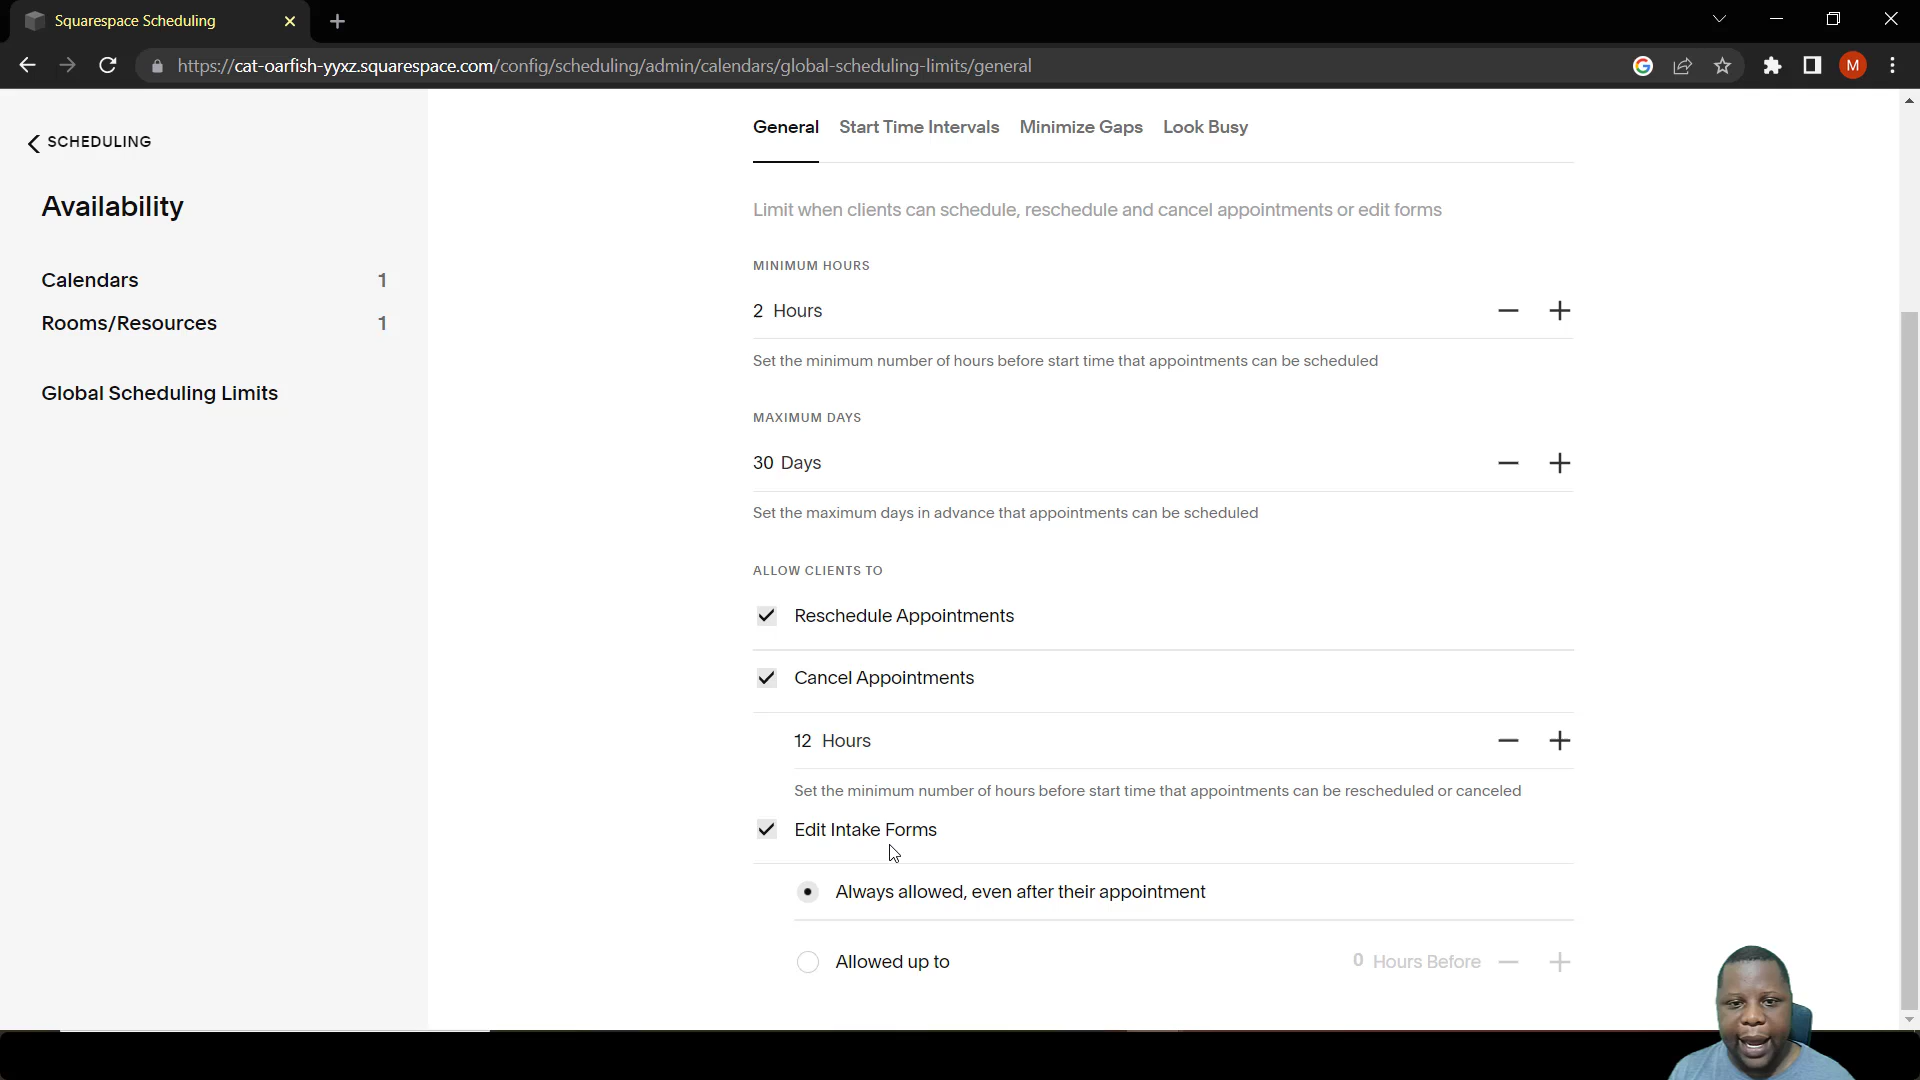 Squarespace Scheduling
https://cat-oarfish-yyxz.squarespace.com/config/scheduling/admin/calendars/global-scheduling-limits/general
M
SCHEDULING
Availability
Calendars 1
Rooms/Resources 1
Global Scheduling Limits
General Start Time Intervals Minimize Gaps Look Busy
Limit when clients can schedule, reschedule and cancel appointments or edit forms
MINIMUM HOURS
2 Hours
Set the minimum number of hours before start time that appointments can be scheduled
MAXIMUM DAYS
30 Days
Set the maximum days in advance that appointments can be scheduled
ALLOW CLIENTS TO
Reschedule Appointments
Cancel Appointments
12 Hours
Set the minimum number of hours before start time that appointments can be rescheduled or canceled
Edit Intake Forms
Always allowed, even after their appointment
Allowed up to 0 Hours Before